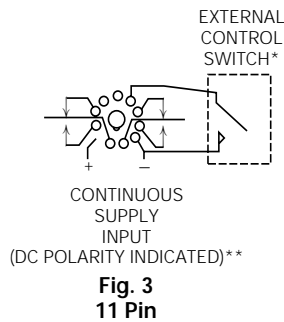 EXTERNAL
CONTROL
SWITCH*
+ −
CONTINUOUS
SUPPLY
INPUT
(DC POLARITY INDICATED)**
Fig. 3
11 Pin